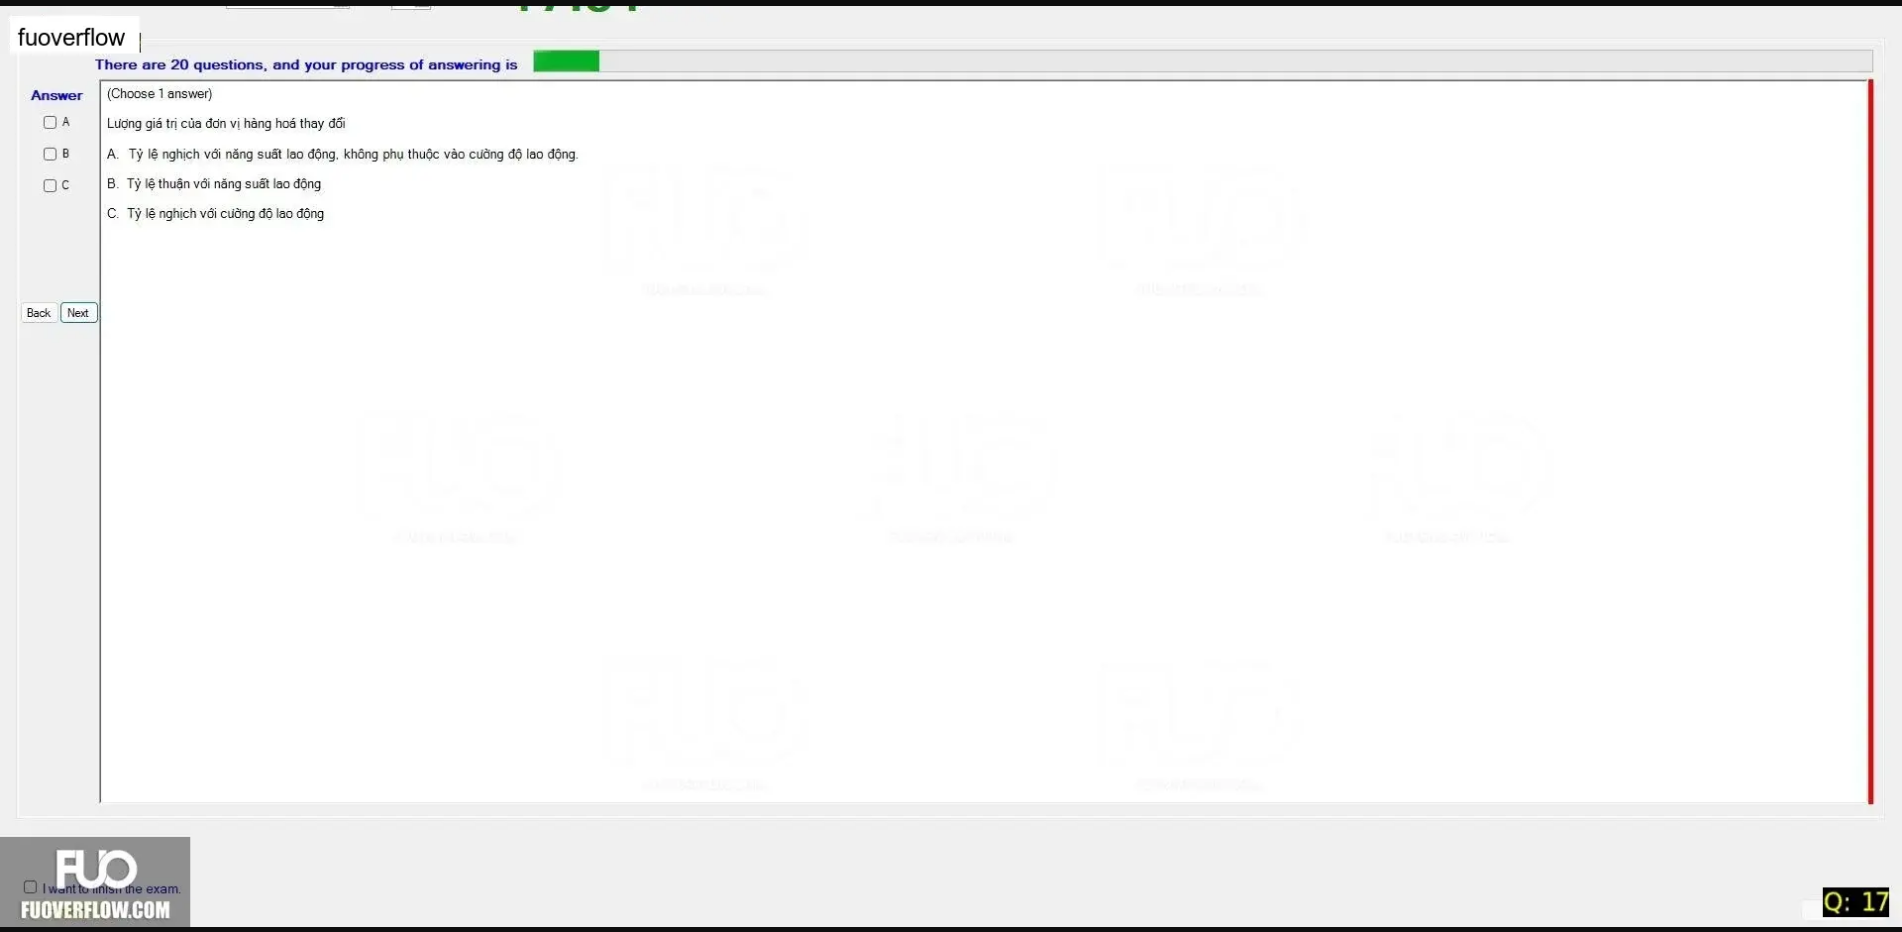 fuoverflow
There are 20 questions, and your progress of answering is
Answer
(Choose 1 answer)
A
Lượng giá trị của đơn vị hàng hoá thay đổi
B
A. Tỷ lệ nghịch với năng suất lao động, không phụ thuộc vào cường độ lao động.
C
B. Tỷ lệ thuận với năng suất lao động
C. Tỷ lệ nghịch với cường độ lao động
Back Next
FUO
I want to finish the exam.
FUOVERFLOW.COM
Q: 17